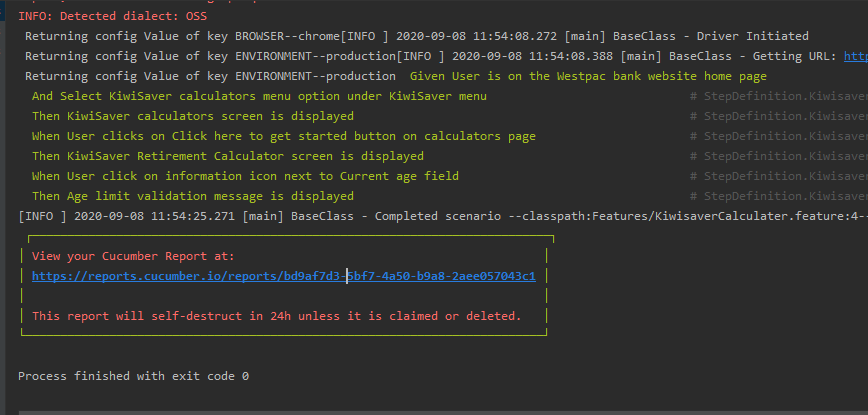 INFO: Detected dialect: OSS
Returning config Value of key BROWSER--chrome[INFO ] 2020-09-08 11:54:08.272 [main] BaseClass - Driver Initiated
Returning config Value of key ENVIRONMENT--production[INFO ] 2020-09-08 11:54:08.388 [main] BaseClass - Getting URL: http
Returning config Value of key ENVIRONMENT--production Given User is on the Westpac bank website home page
And Select KiwiSaver calculators menu option under KiwiSaver menu # StepDefinition.Kiwisaver
Then KiwiSaver calculators screen is displayed # StepDefinition.Kiwisaver
When User clicks on Click here to get started button on calculators page # StepDefinition.Kiwisaver
Then KiwiSaver Retirement Calculator screen is displayed # StepDefinition.Kiwisaver
When User click on information icon next to Current age field # StepDefinition.Kiwisaver
Then Age limit validation message is displayed # StepDefinition.Kiwisaver
[INFO ] 2020-09-08 11:54:25.271 [main] BaseClass - Completed scenario --classpath:Features/KiwisaverCalculater.feature:4--
View your Cucumber Report at:
https://reports.cucumber.io/reports/bd9af7d3-5bf7-4a50-b9a8-2aee057043c1
This report will self-destruct in 24h unless it is claimed or deleted.
Process finished with exit code 0